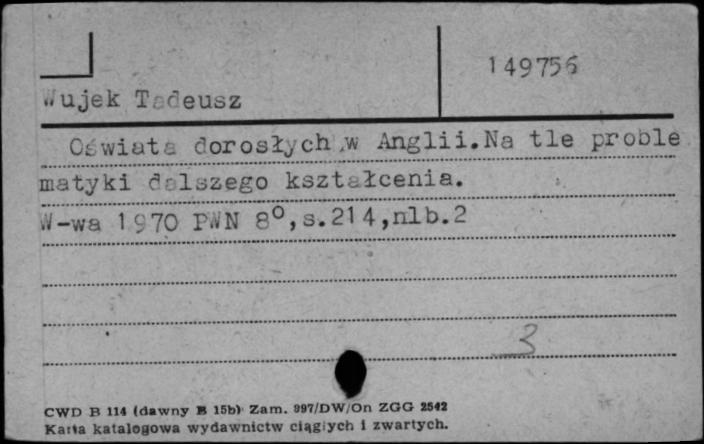 149756
Wujek Tadeusz
Oświata dorosłych w Anglii.Na tle proble
matyki dalszego kształcenia.
W-wa 1970 PWN 8°,s.214,nlb.2
3
CWD B 114 (dawny B 15b) Zam. 997/DW/On ZGG 2542
Karta katalogowa wydawnictw ciągłych i zwartych.